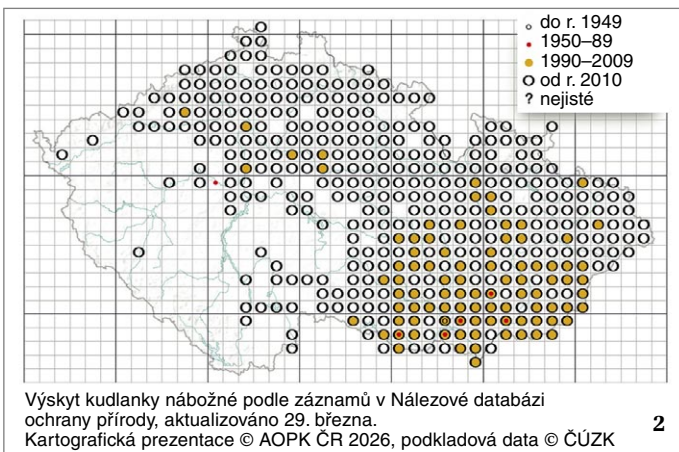 do r. 1949
1950–89
1990–2009
od r. 2010
? nejisté
Výskyt kudlanky nábožné podle záznamů v Nálezové databázi
ochrany přírody, aktualizováno 29. března.
Kartografická prezentace © AOPK ČR 2026, podkladová data © ČÚZK
2